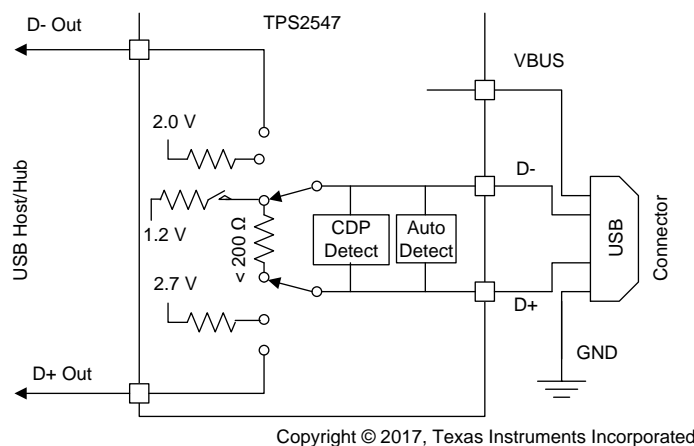 D- Out
TPS2547
VBUS
2.0 V
D-
1.2 V
< 200 Ω
CDP
Detect
Auto
Detect
USB
Connector
USB Host/Hub
2.7 V
D+
GND
D+ Out
Copyright © 2017, Texas Instruments Incorporated